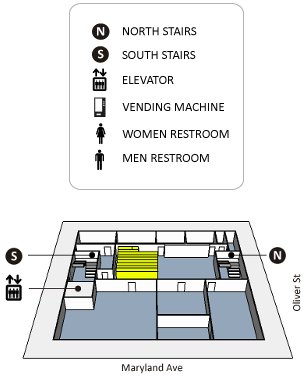 N NORTH STAIRS
S SOUTH STAIRS
ELEVATOR
VENDING MACHINE
WOMEN RESTROOM
MEN RESTROOM
S
N
Oliver St
Maryland Ave